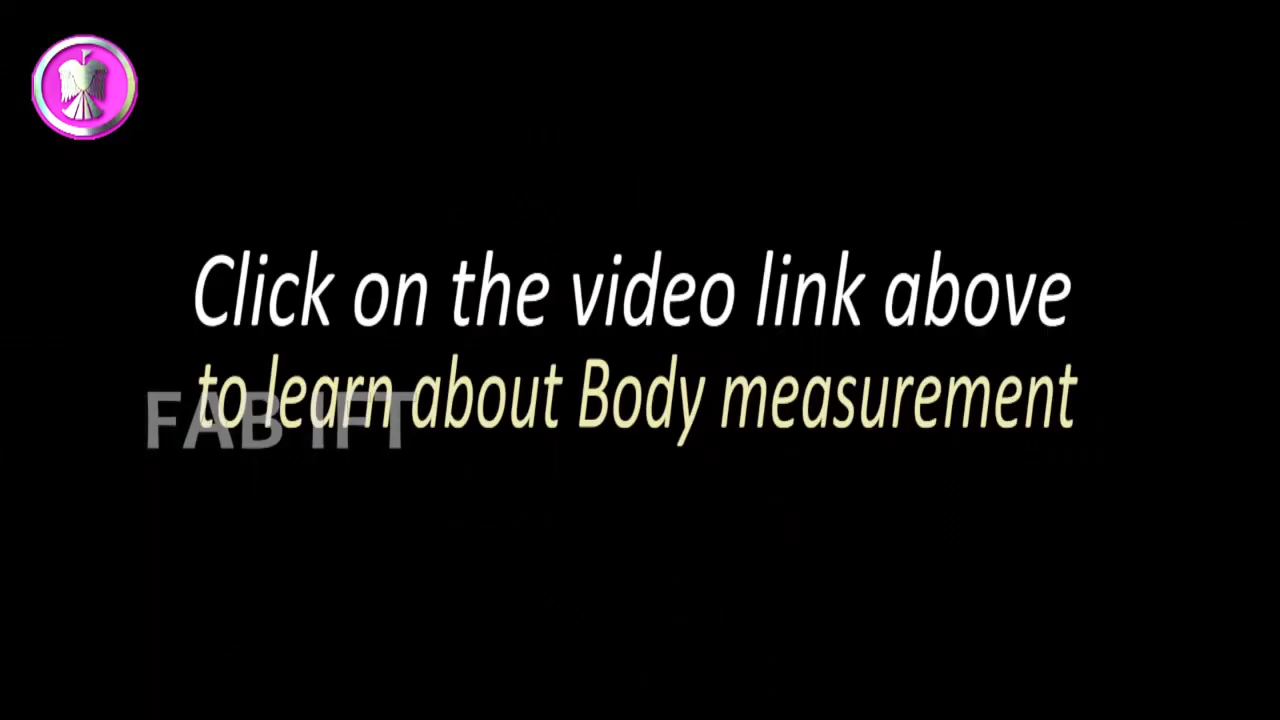 Click on the video link above
to learn about Body measurement
FAB IFT